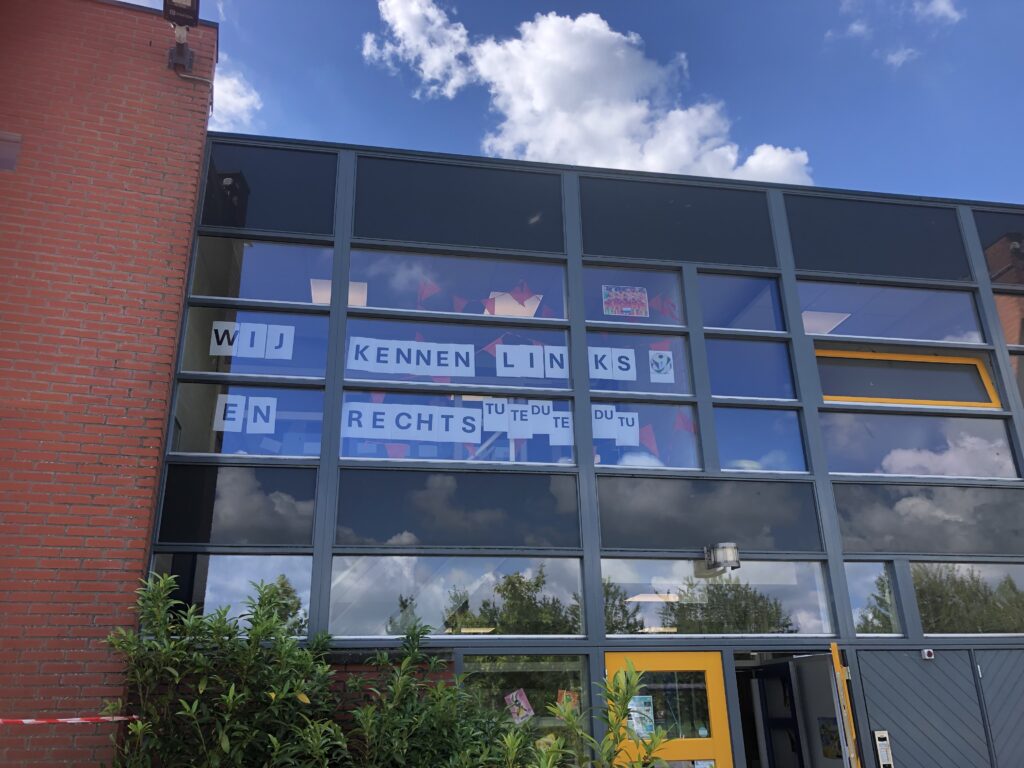 WIJ KENNEN LINKS
EN RECHTS TU TE DU TE DU TU